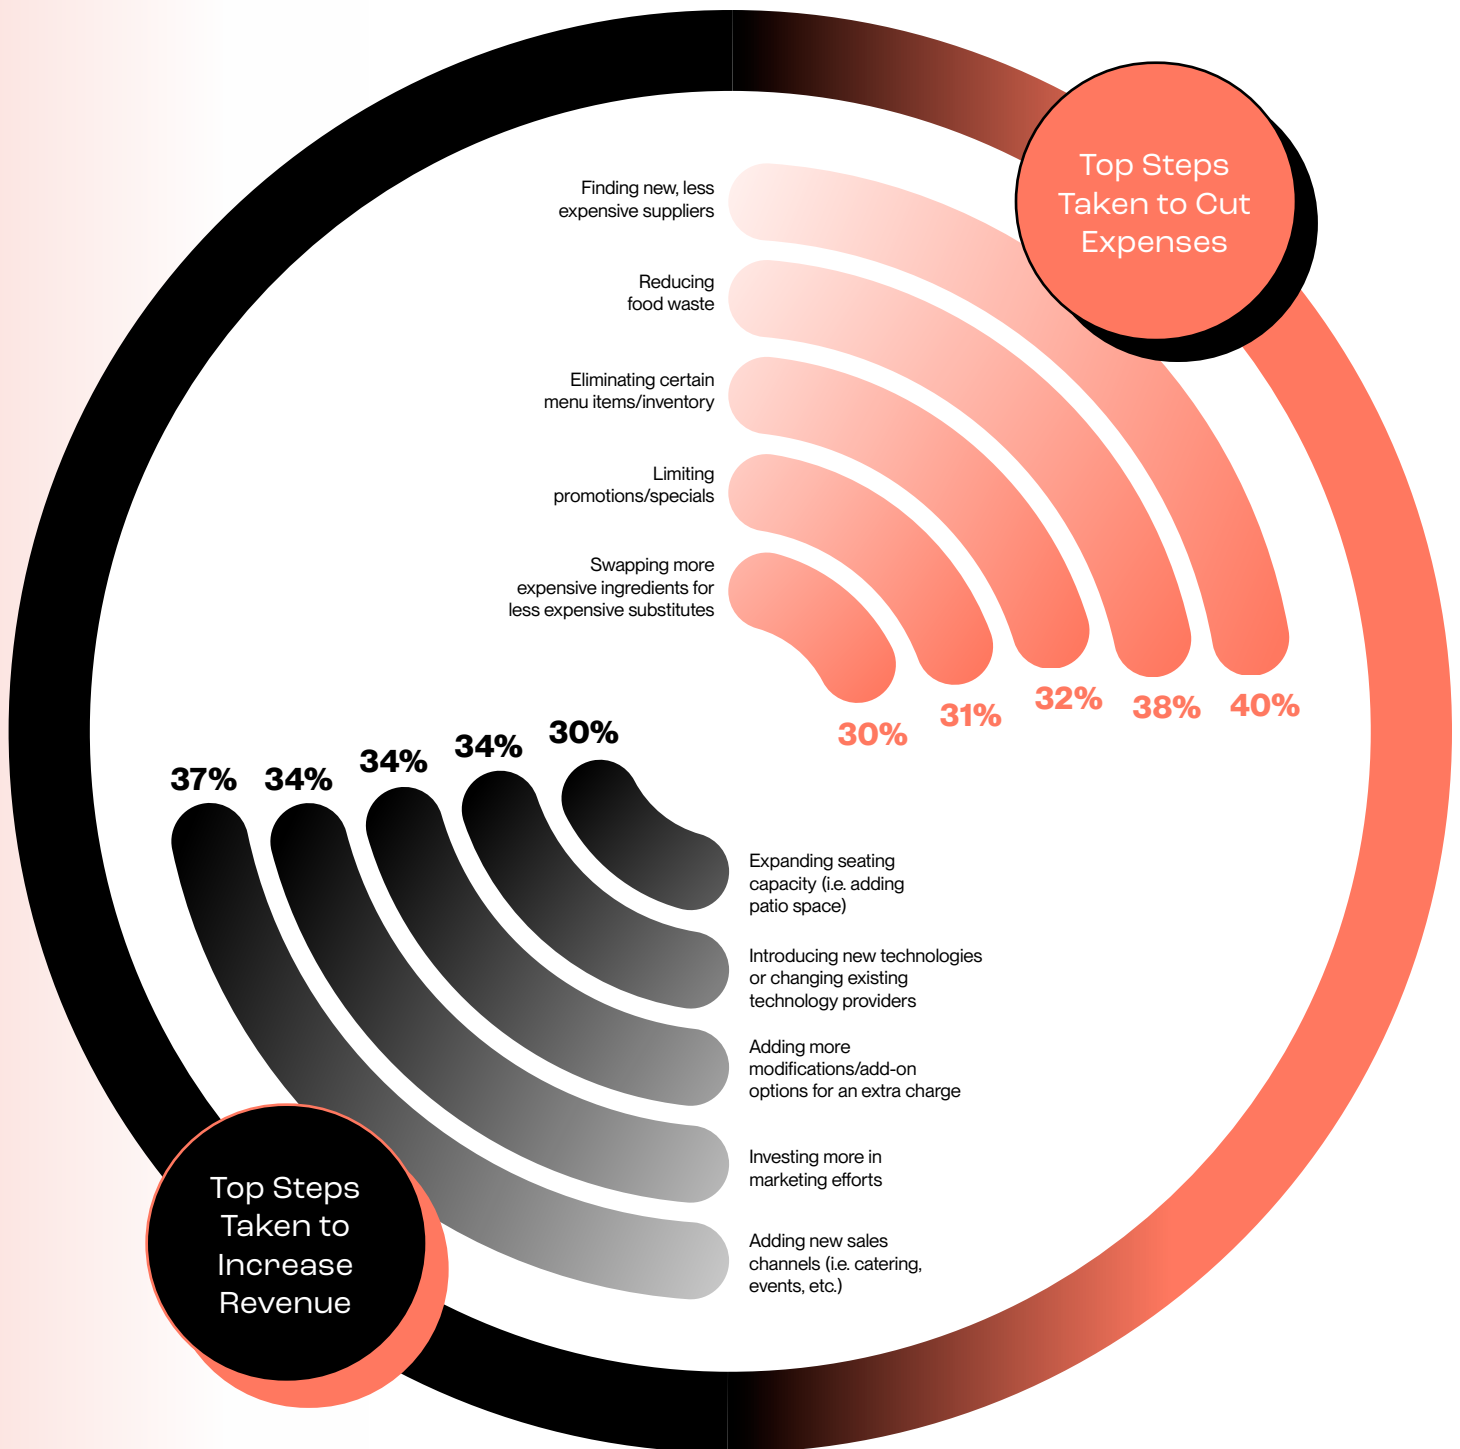 Top Steps
Taken to Cut
Expenses
Finding new, less
expensive suppliers
Reducing
food waste
Eliminating certain
menu items/inventory
Limiting
promotions/specials
Swapping more
expensive ingredients for
less expensive substitutes
30%
31%
32%
38%
40%
37%
34%
34%
34%
30%
Expanding seating
capacity (i.e. adding
patio space)
Introducing new technologies
or changing existing
technology providers
Adding more
modifications/add-on
options for an extra charge
Investing more in
marketing efforts
Adding new sales
channels (i.e. catering,
events, etc.)
Top Steps
Taken to
Increase
Revenue